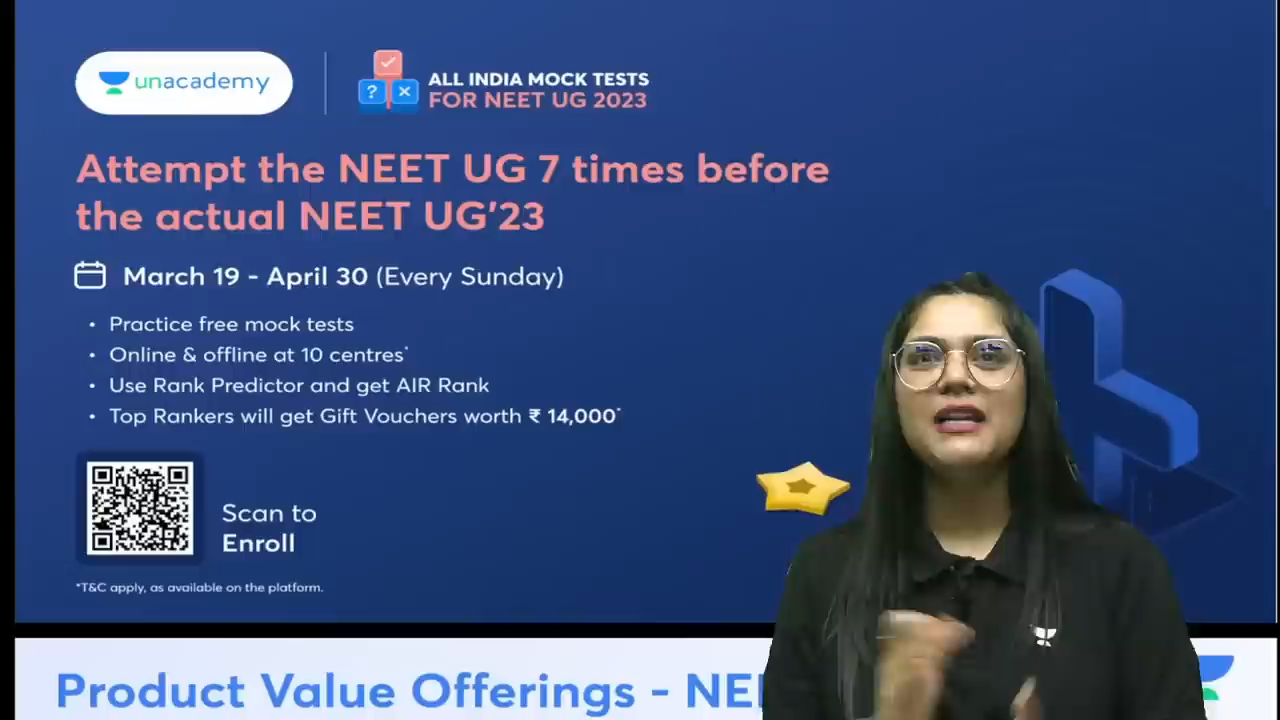 unacademy
ALL INDIA MOCK TESTS
FOR NEET UG 2023
Attempt the NEET UG 7 times before
the actual NEET UG'23
March 19 - April 30 (Every Sunday)
• Practice free mock tests
• Online & offline at 10 centres*
• Use Rank Predictor and get AIR Rank
• Top Rankers will get Gift Vouchers worth ₹ 14,000*
Scan to
Enroll
*T&C apply, as available on the platform.
Product Value Offerings -